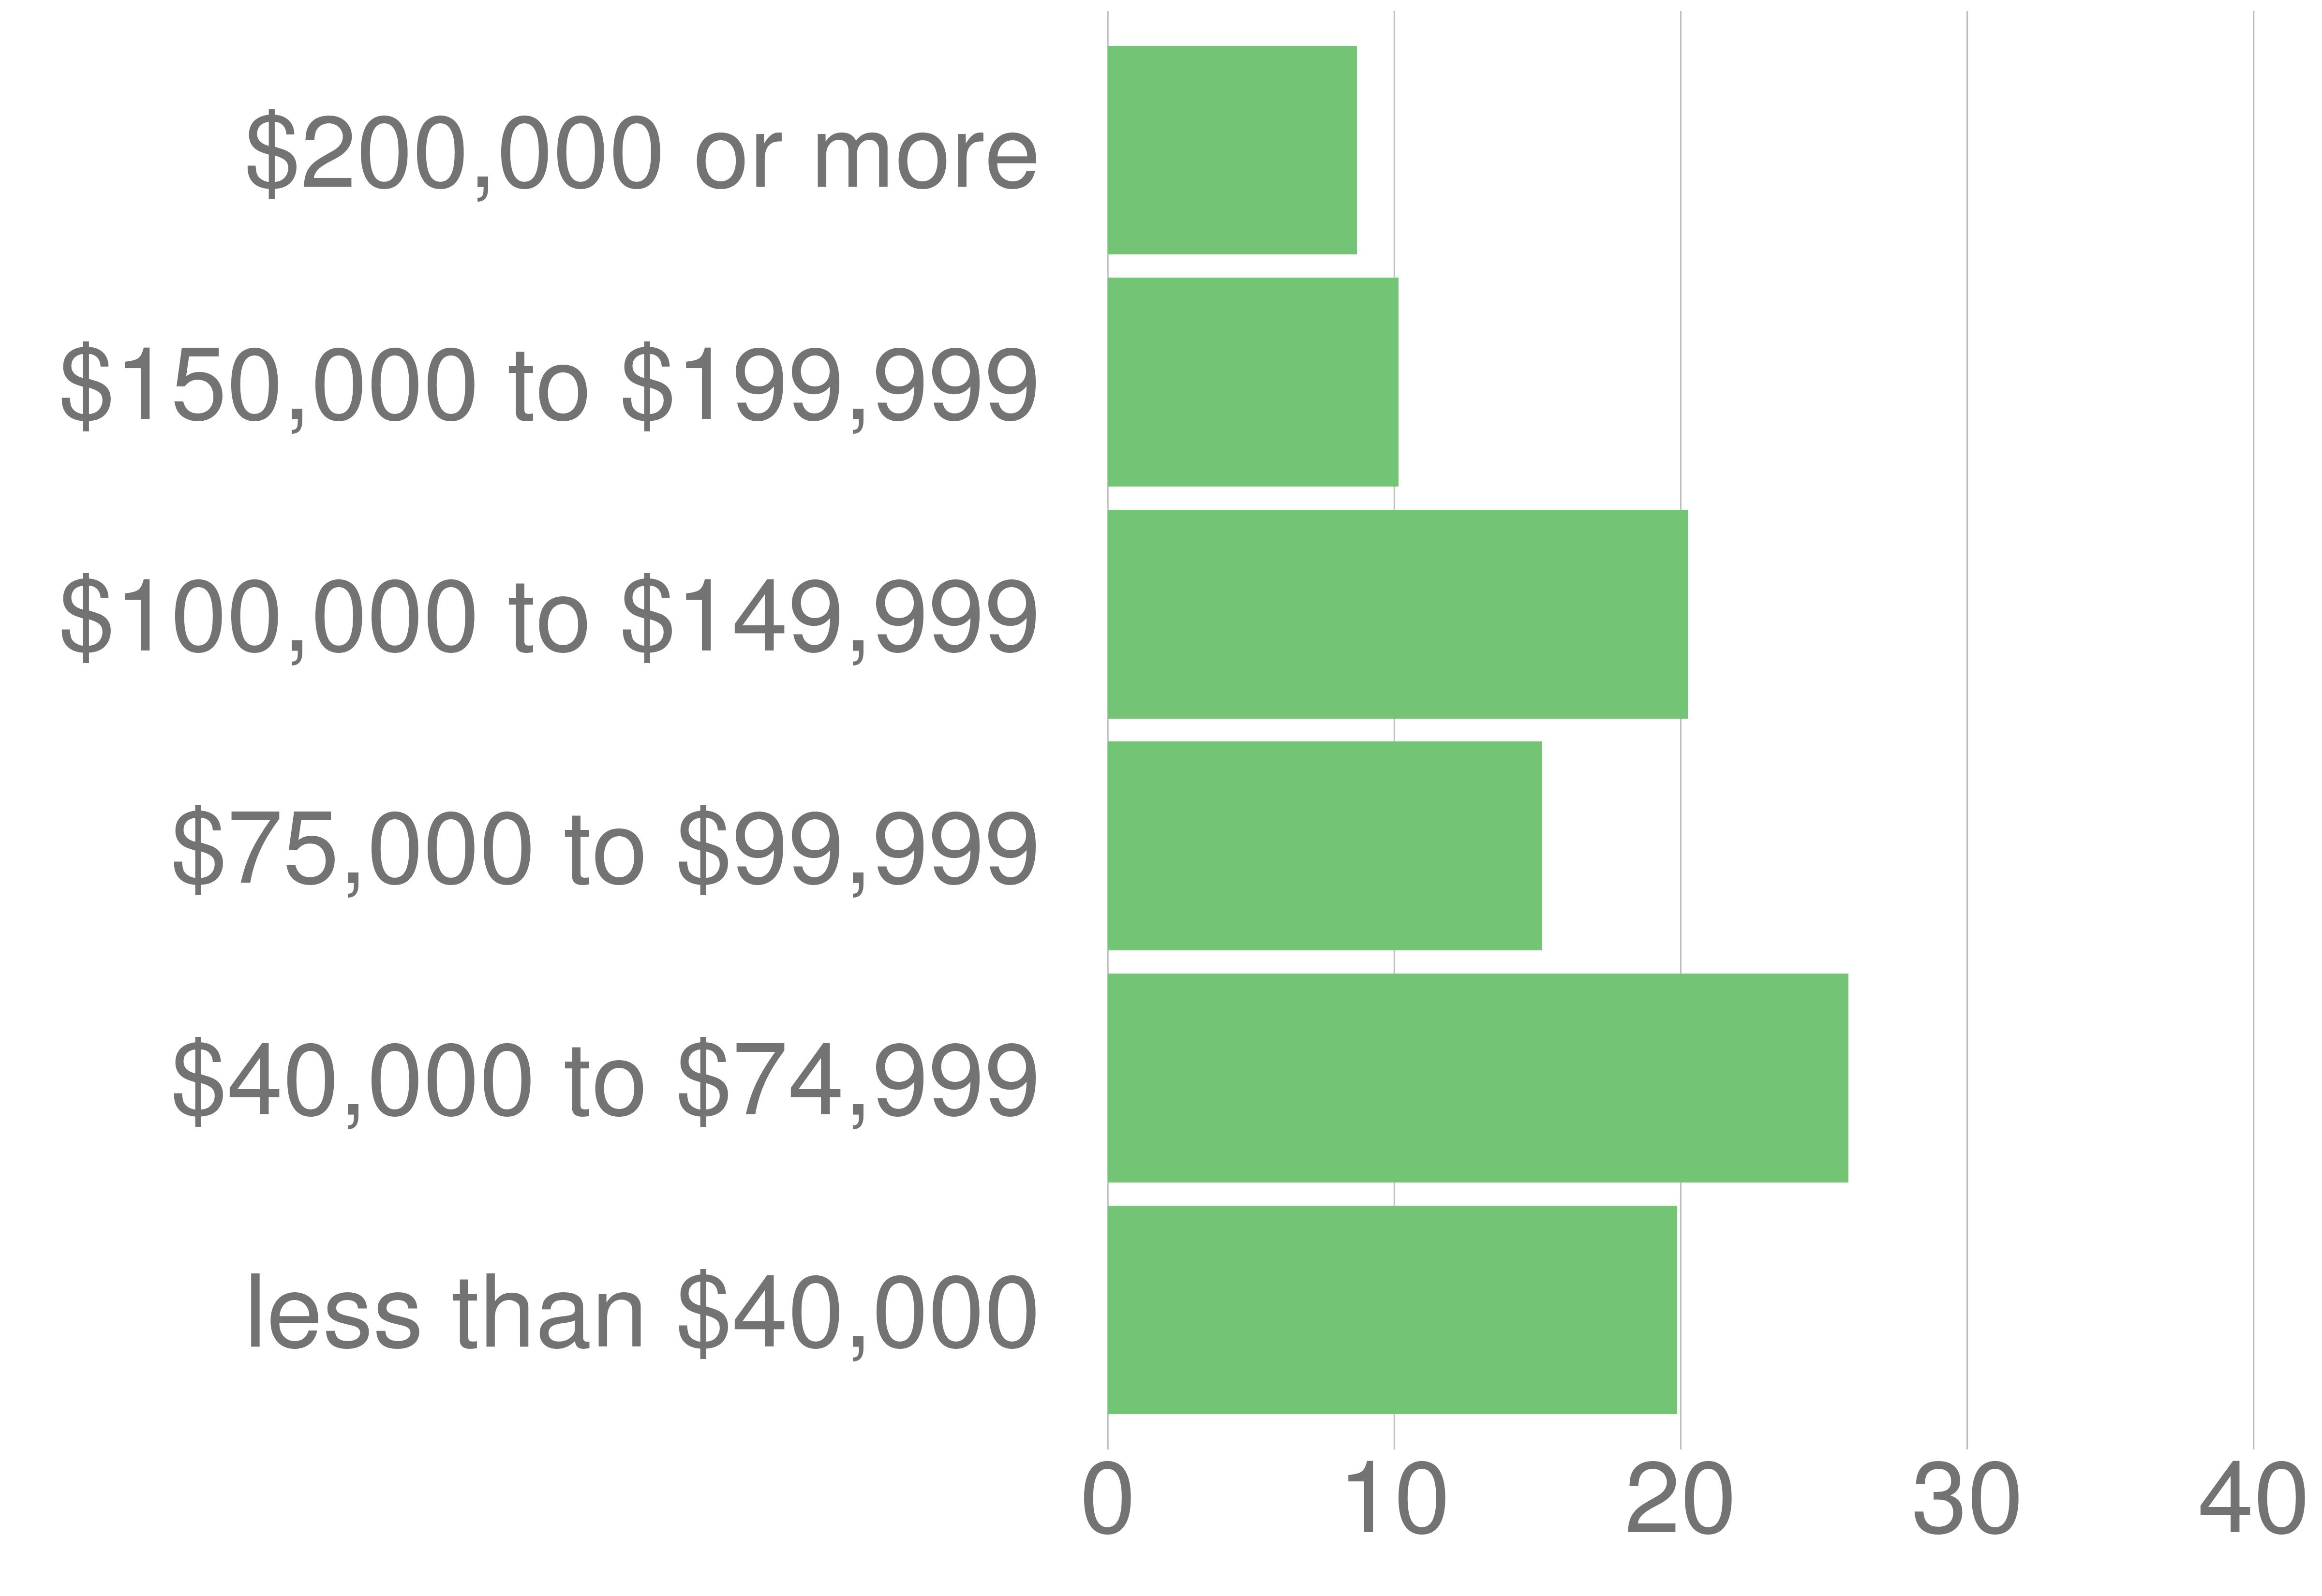 $200,000 or more
$150,000 to $199,999
$100,000 to $149,999
$75,000 to $99,999
$40,000 to $74,999
less than $40,000
0 10 20 30 40